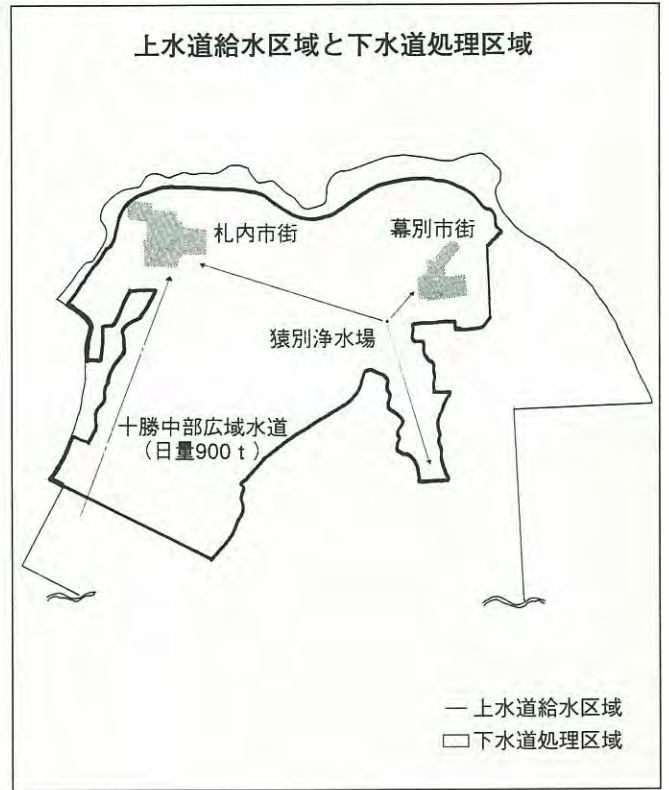 上水道給水区域と下水道処理区域
札内市街
幕別市街
猿別浄水場
十勝中部広域水道
（日量900ｔ）
上水道給水区域
下水道処理区域